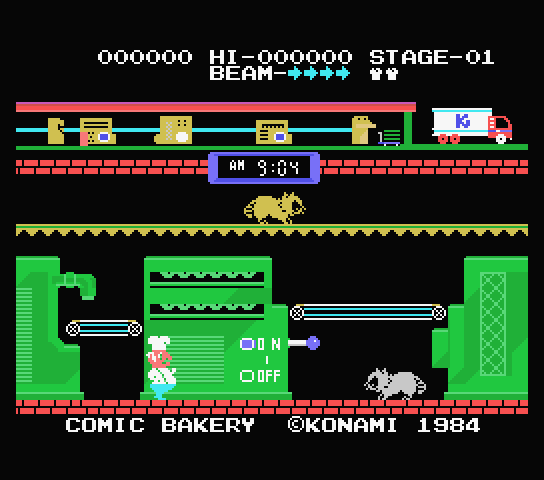 000000 HI-000000 STAGE-01
BEAM-
K
AM 9:04
ON
OFF
COMIC BAKERY ©KONAMI 1984